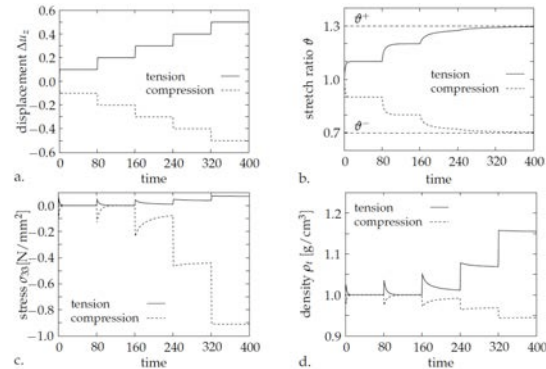 displacement Δu_z
0.6
0.4
0.2
0.0
−0.2
−0.4
−0.6
tension
compression
0 80 160 240 320 400
time
a.
stretch ratio ϑ
1.3
1.1
0.9
0.7
ϑ⁺
tension
compression
ϑ⁻
0 80 160 240 320 400
time
b.
stress σ₃₃[N/mm²]
0.0
−0.2
−0.4
−0.6
−0.8
−1.0
tension
compression
0 80 160 240 320 400
time
c.
density ρ_t [g/cm³]
1.2
1.1
1.0
0.9
tension
compression
0 80 160 240 320 400
time
d.